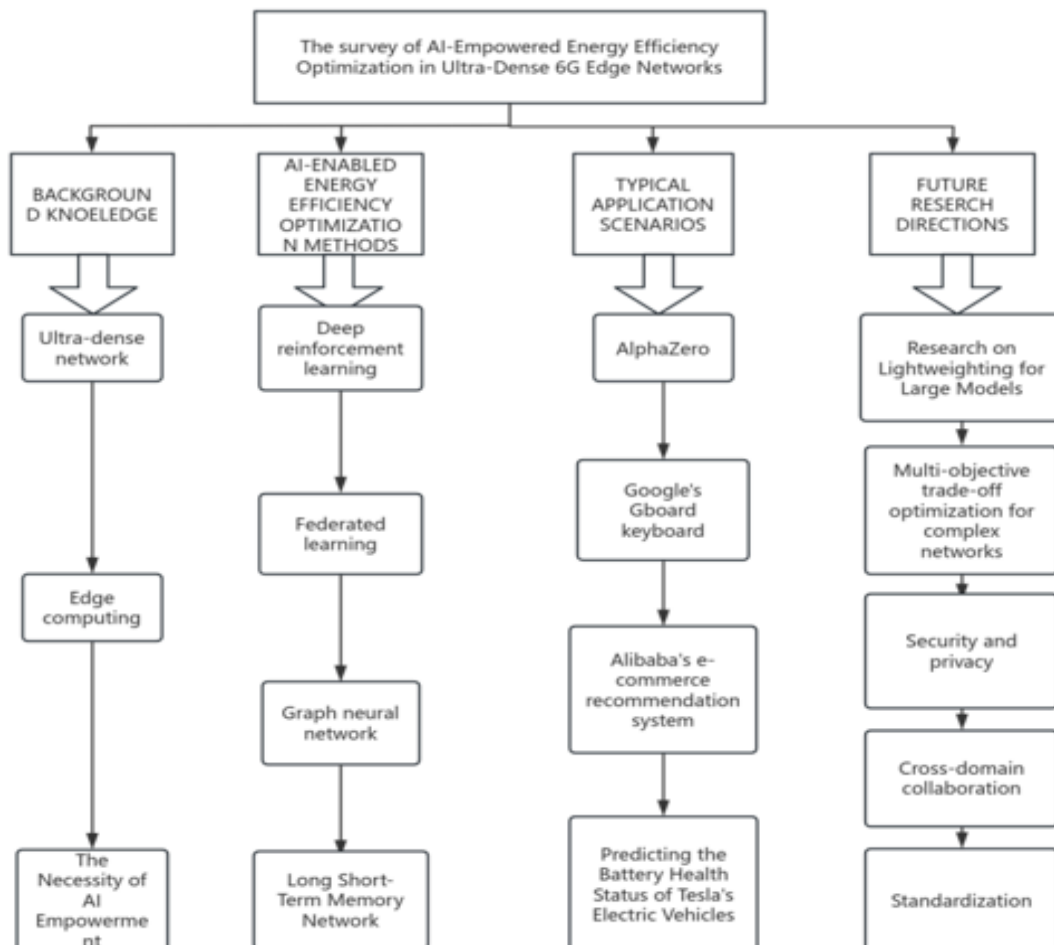 The survey of AI-Empowered Energy Efficiency
Optimization in Ultra-Dense 6G Edge Networks
BACKGROUN
D KNOELEDGE
Ultra-dense
network
Edge
computing
The
Necessity of
AI
Empowerme
nt
AI-ENABLED
ENERGY
EFFICIENCY
OPTIMIZATIO
N METHODS
Deep
reinforcement
learning
Federated
learning
Graph neural
network
Long Short-
Term Memory
Network
TYPICAL
APPLICATION
SCENARIOS
AlphaZero
Google's
Gboard
keyboard
Alibaba's e-
commerce
recommendation
system
Predicting the
Battery Health
Status of Tesla's
Electric Vehicles
FUTURE
RESERCH
DIRECTIONS
Research on
Lightweighting for
Large Models
Multi-objective
trade-off
optimization for
complex
networks
Security and
privacy
Cross-domain
collaboration
Standardization